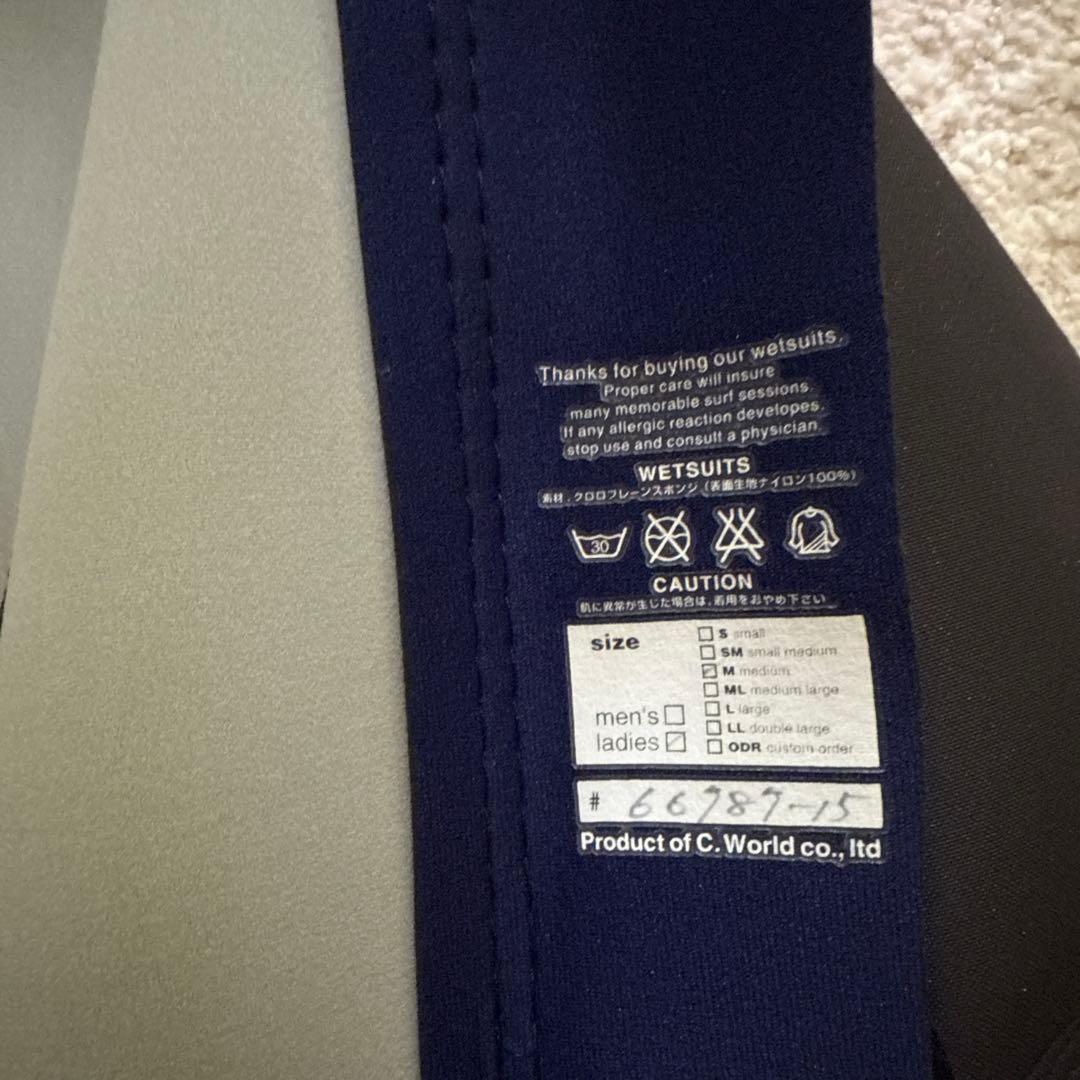 Thanks for buying our wetsuits.
Proper care will insure
many memorable surf sessions.
If any allergic reaction developes.
stop use and consult a physician.
WETSUITS
素材．クロロプレーンスポンジ（表面生地ナイロン100%）
30
CAUTION
肌に異常が生じた場合は、着用をおやめ下さい
size
S small
SM small medium
M medium
ML medium large
L large
LL double large
ODR custom order
men's
ladies
# 66787-15
Product of C. World co., ltd